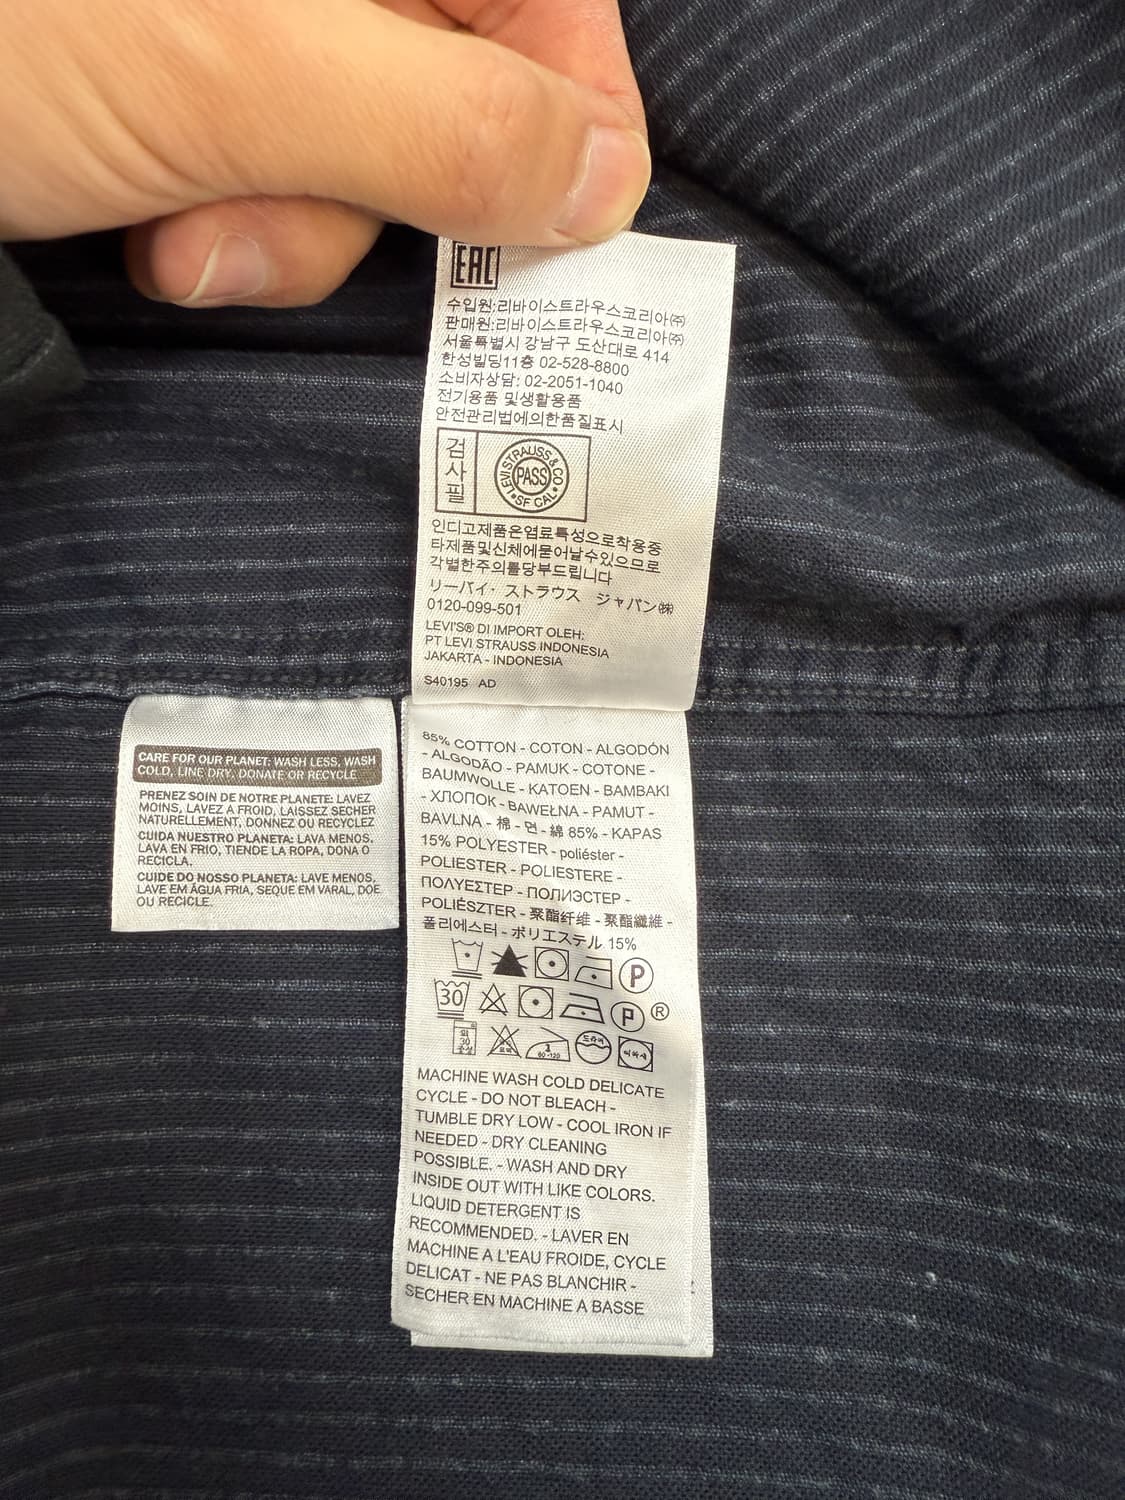 EAC
수입원:리바이스트라우스코리아㈜
판매원:리바이스트라우스코리아㈜
서울특별시 강남구 도산대로 414
한성빌딩11층 02-528-8800
소비자상담: 02-2051-1040
전기용품 및생활용품
안전관리법에의한품질표시
검사필
LEVI STRAUSS & CO
PASS
SF CAL
인디고제품은염료특성으로착용중
타제품및신체에묻어날수있으므로
각별한주의를당부드립니다
リーバイ・ストラウス ジャパン㈱
0120-099-501
LEVI'S® DI IMPORT OLEH:
PT LEVI STRAUSS INDONESIA
JAKARTA - INDONESIA
S40195 AD
CARE FOR OUR PLANET: WASH LESS, WASH
COLD, LINE DRY, DONATE OR RECYCLE
PRENEZ SOIN DE NOTRE PLANETE: LAVEZ
MOINS, LAVEZ A FROID, LAISSEZ SECHER
NATURELLEMENT, DONNEZ OU RECYCLEZ
CUIDA NUESTRO PLANETA: LAVA MENOS,
LAVA EN FRIO, TIENDE LA ROPA, DONA O
RECICLA.
CUIDE DO NOSSO PLANETA: LAVE MENOS,
LAVE EM ÁGUA FRIA, SEQUE EM VARAL, DOE
OU RECICLE.
85% COTTON - COTON - ALGODÓN
- ALGODÃO - PAMUK - COTONE -
BAUMWOLLE - KATOEN - BAMBAKI
- ХЛОПОК - BAWEŁNA - PAMUT -
BAVLNA - 棉 - 면 - 綿 85% - KAPAS
15% POLYESTER - poliéster -
POLIESTER - POLIESTERE -
ΠΟΛΥΕΣΤΕΡ - ПОЛИЭСТЕР -
POLIÉSZTER - 聚酯纤维 - 聚酯纖維 -
폴리에스터 - ポリエステル 15%
P
30 P ®
30 중성 1 60-120 드라이
MACHINE WASH COLD DELICATE
CYCLE - DO NOT BLEACH -
TUMBLE DRY LOW - COOL IRON IF
NEEDED - DRY CLEANING
POSSIBLE. - WASH AND DRY
INSIDE OUT WITH LIKE COLORS.
LIQUID DETERGENT IS
RECOMMENDED. - LAVER EN
MACHINE A L'EAU FROIDE, CYCLE
DELICAT - NE PAS BLANCHIR -
SECHER EN MACHINE A BASSE